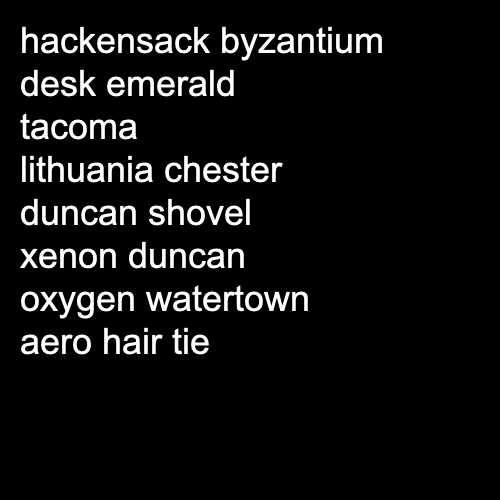 hackensack byzantium
desk emerald
tacoma
lithuania chester
duncan shovel
xenon duncan
oxygen watertown
aero hair tie